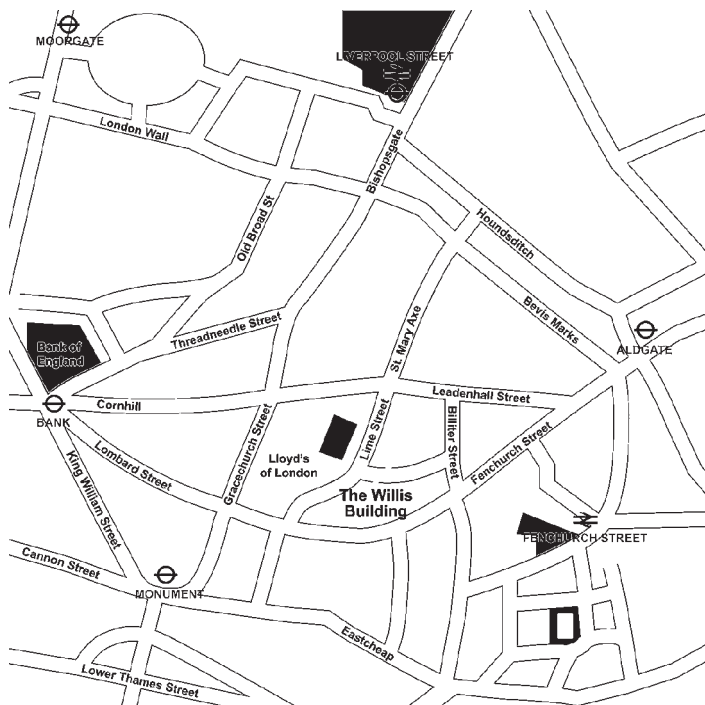 MOORGATE
LIVERPOOL STREET
London Wall
Bishopsgate
Old Broad St
Houndsditch
Bevis Marks
St. Mary Axe
Threadneedle Street
Bank of
England
ALDGATE
Leadenhall Street
Cornhill
BANK
Billiter Street
Lime Street
Gracechurch Street
Fenchurch Street
Lombard Street
Lloyd's
of London
King William Street
The Willis
Building
FENCHURCH STREET
Cannon Street
MONUMENT
Eastcheap
Lower Thames Street